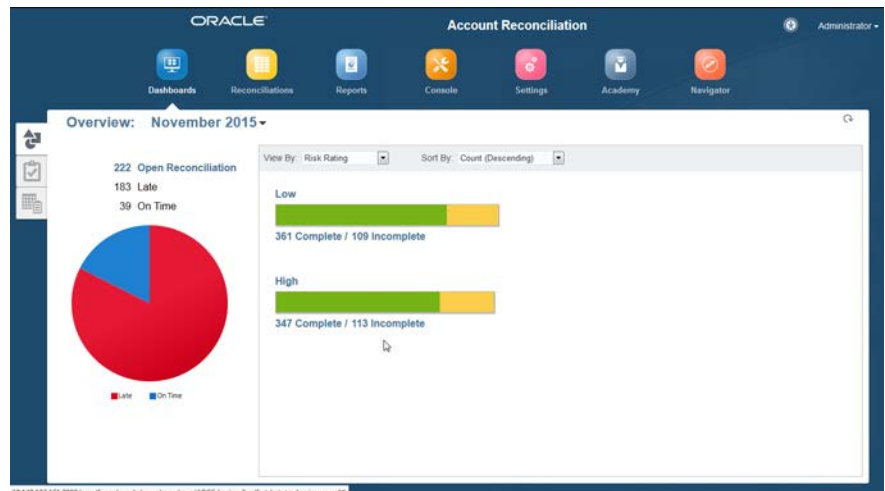 ORACLE
Account Reconciliation
Administrator
Dashboards
Reconciliations
Reports
Console
Settings
Academy
Navigator
Overview: November 2015
222 Open Reconciliation
183 Late
39 On Time
Late On Time
View By: Risk Rating Sort By: Count (Descending)
Low
361 Complete / 109 Incomplete
High
347 Complete / 113 Incomplete